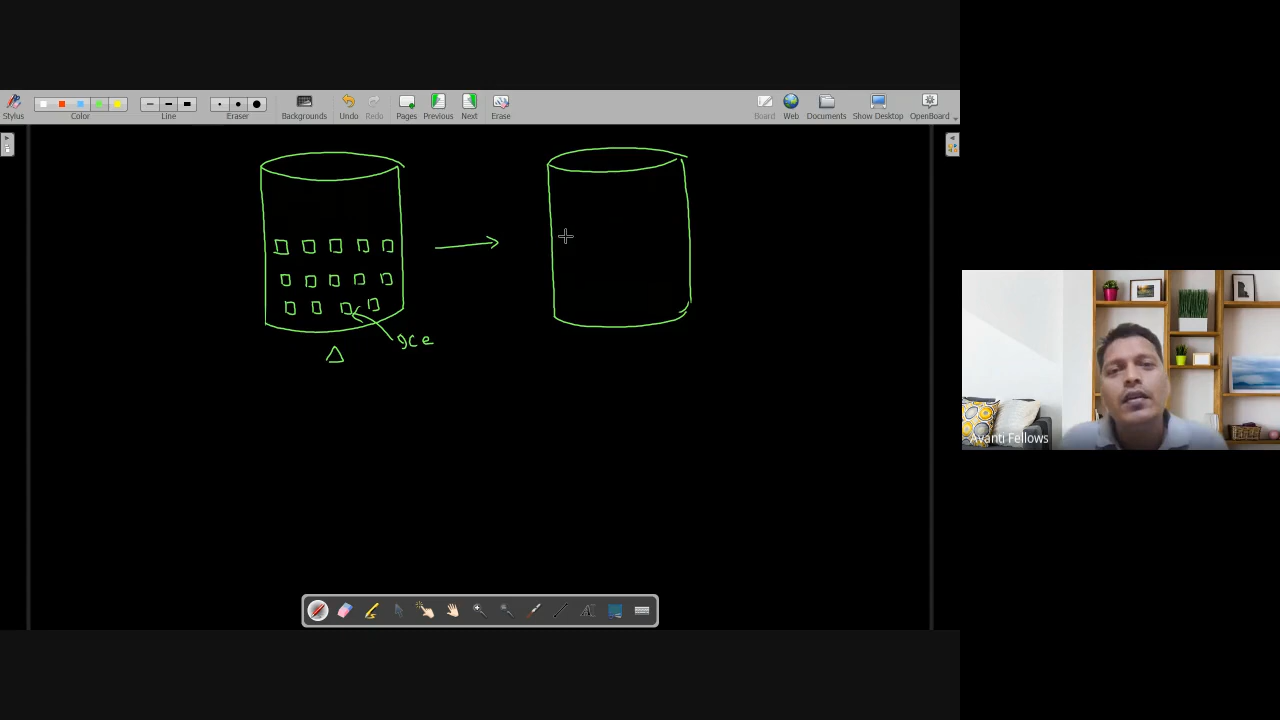 Stylus
Color
Line
Eraser
Backgrounds
Undo
Redo
Pages
Previous
Next
Erase
Board
Web
Documents
Show Desktop
OpenBoard
Ice
Δ
Avanti Fellows